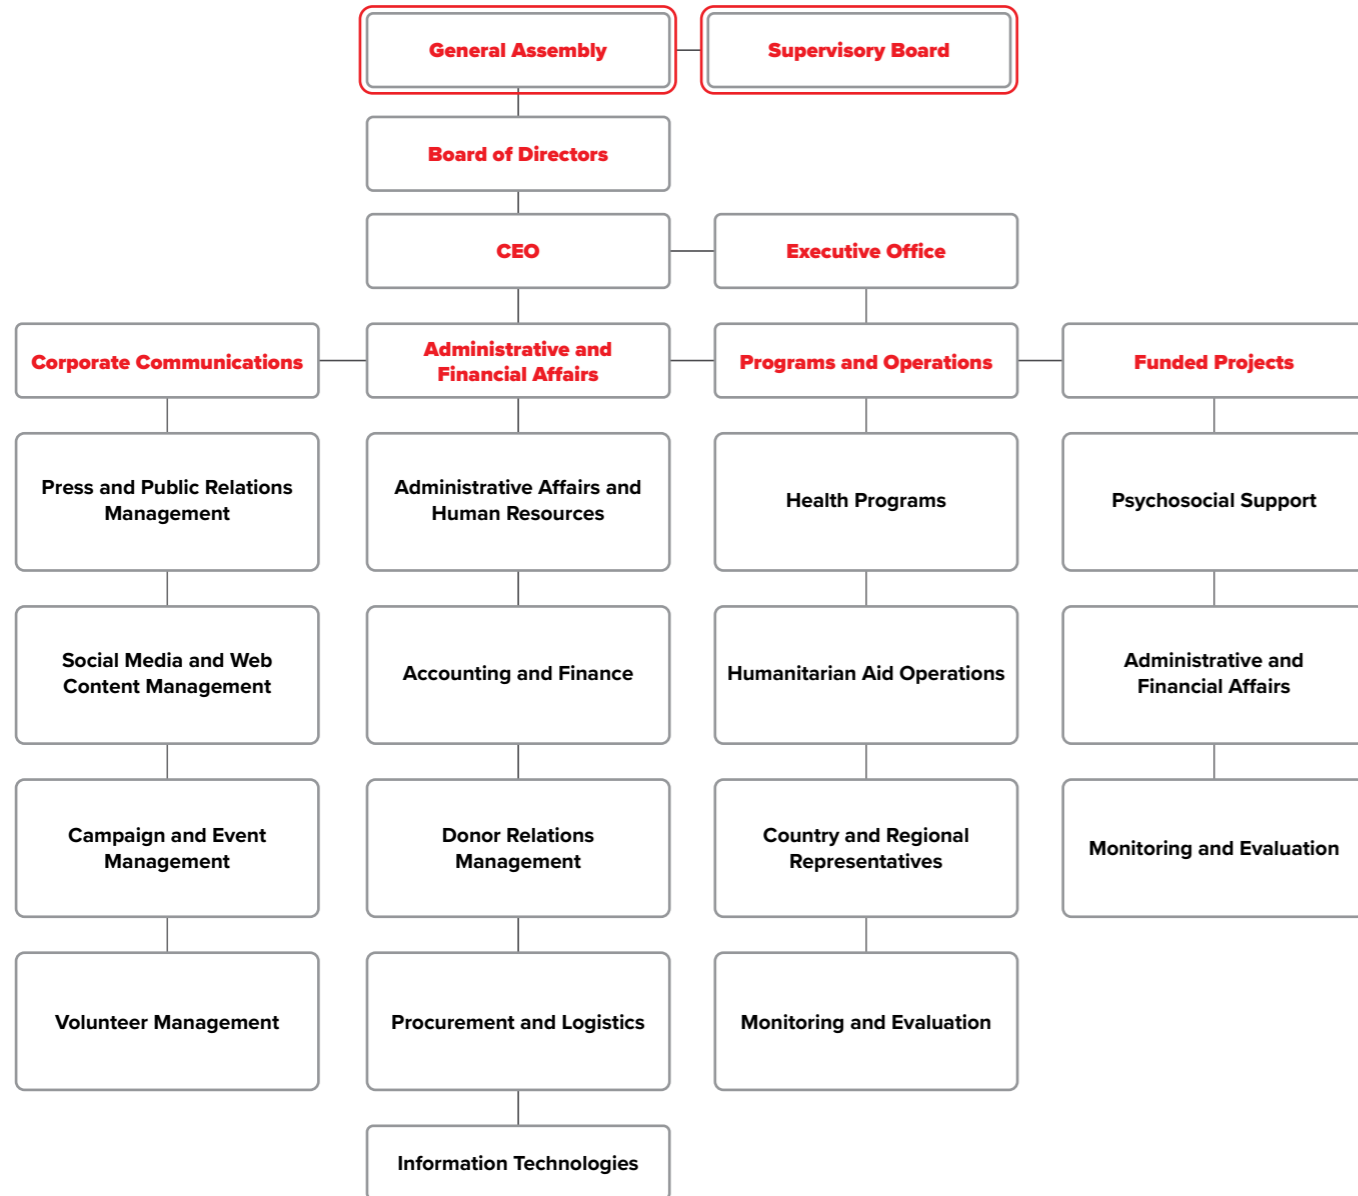 General Assembly
Supervisory Board
Board of Directors
CEO
Executive Office
Corporate Communications
Administrative and
Financial Affairs
Programs and Operations
Funded Projects
Press and Public Relations
Management
Administrative Affairs and
Human Resources
Health Programs
Psychosocial Support
Social Media and Web
Content Management
Accounting and Finance
Humanitarian Aid Operations
Administrative and
Financial Affairs
Campaign and Event
Management
Donor Relations
Management
Country and Regional
Representatives
Monitoring and Evaluation
Volunteer Management
Procurement and Logistics
Monitoring and Evaluation
Information Technologies